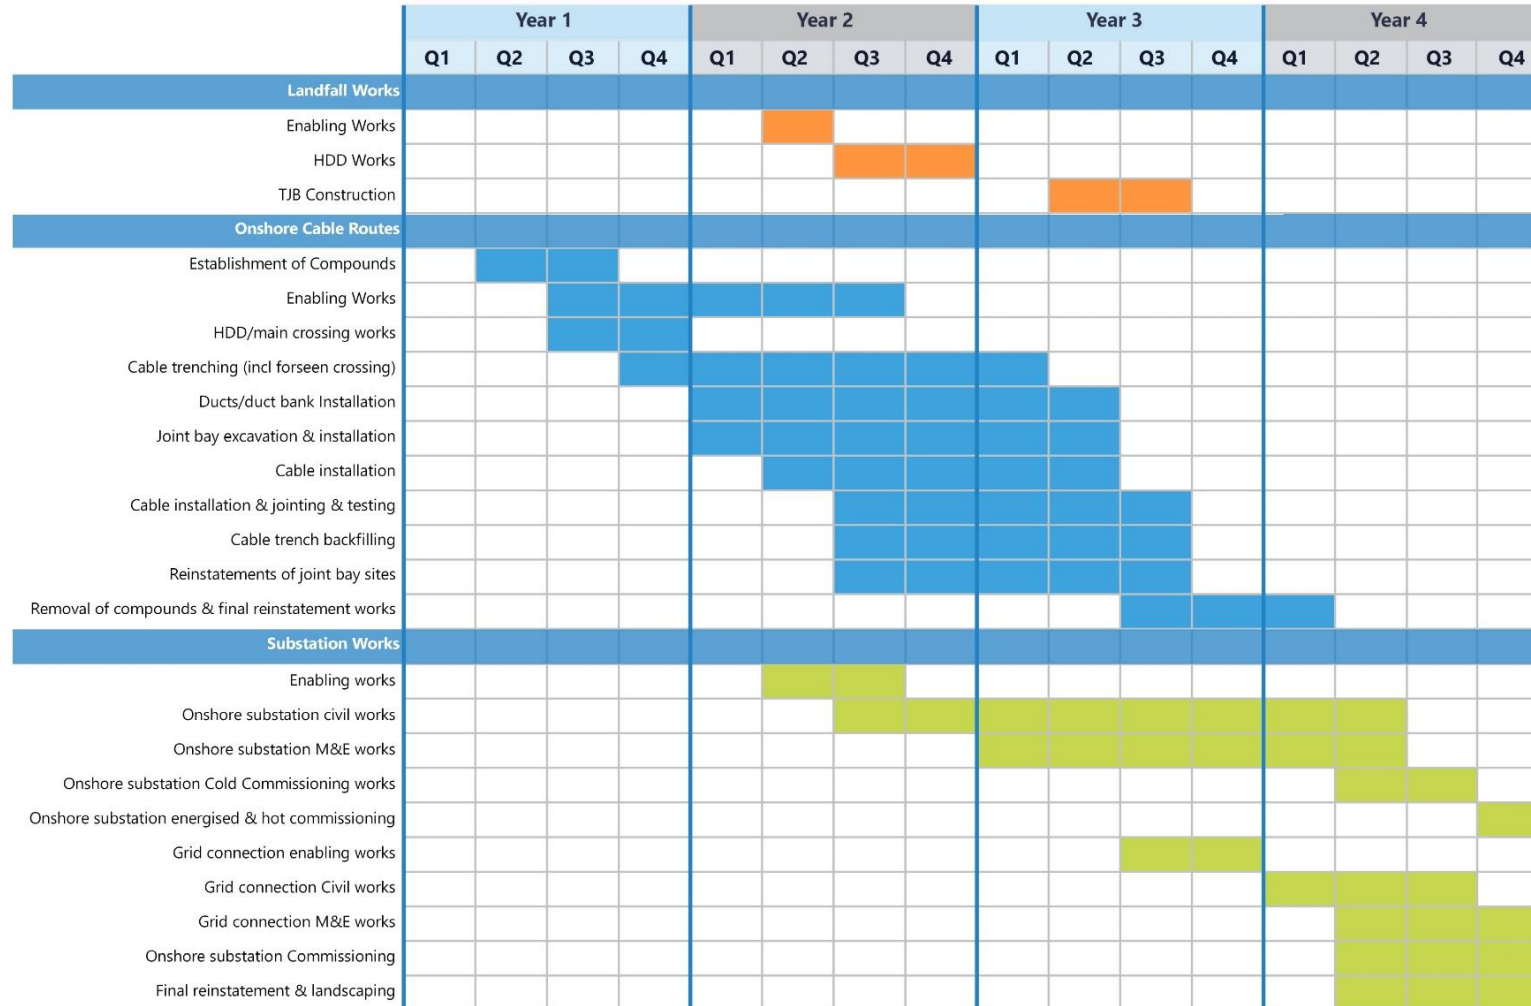 Year 1 Year 2 Year 3 Year 4
Q1 Q2 Q3 Q4 Q1 Q2 Q3 Q4 Q1 Q2 Q3 Q4 Q1 Q2 Q3 Q4
Landfall Works
Enabling Works
HDD Works
TJB Construction
Onshore Cable Routes
Establishment of Compounds
Enabling Works
HDD/main crossing works
Cable trenching (incl forseen crossing)
Ducts/duct bank Installation
Joint bay excavation & installation
Cable installation
Cable installation & jointing & testing
Cable trench backfilling
Reinstatements of joint bay sites
Removal of compounds & final reinstatement works
Substation Works
Enabling works
Onshore substation civil works
Onshore substation M&E works
Onshore substation Cold Commissioning works
Onshore substation energised & hot commissioning
Grid connection enabling works
Grid connection Civil works
Grid connection M&E works
Onshore substation Commissioning
Final reinstatement & landscaping